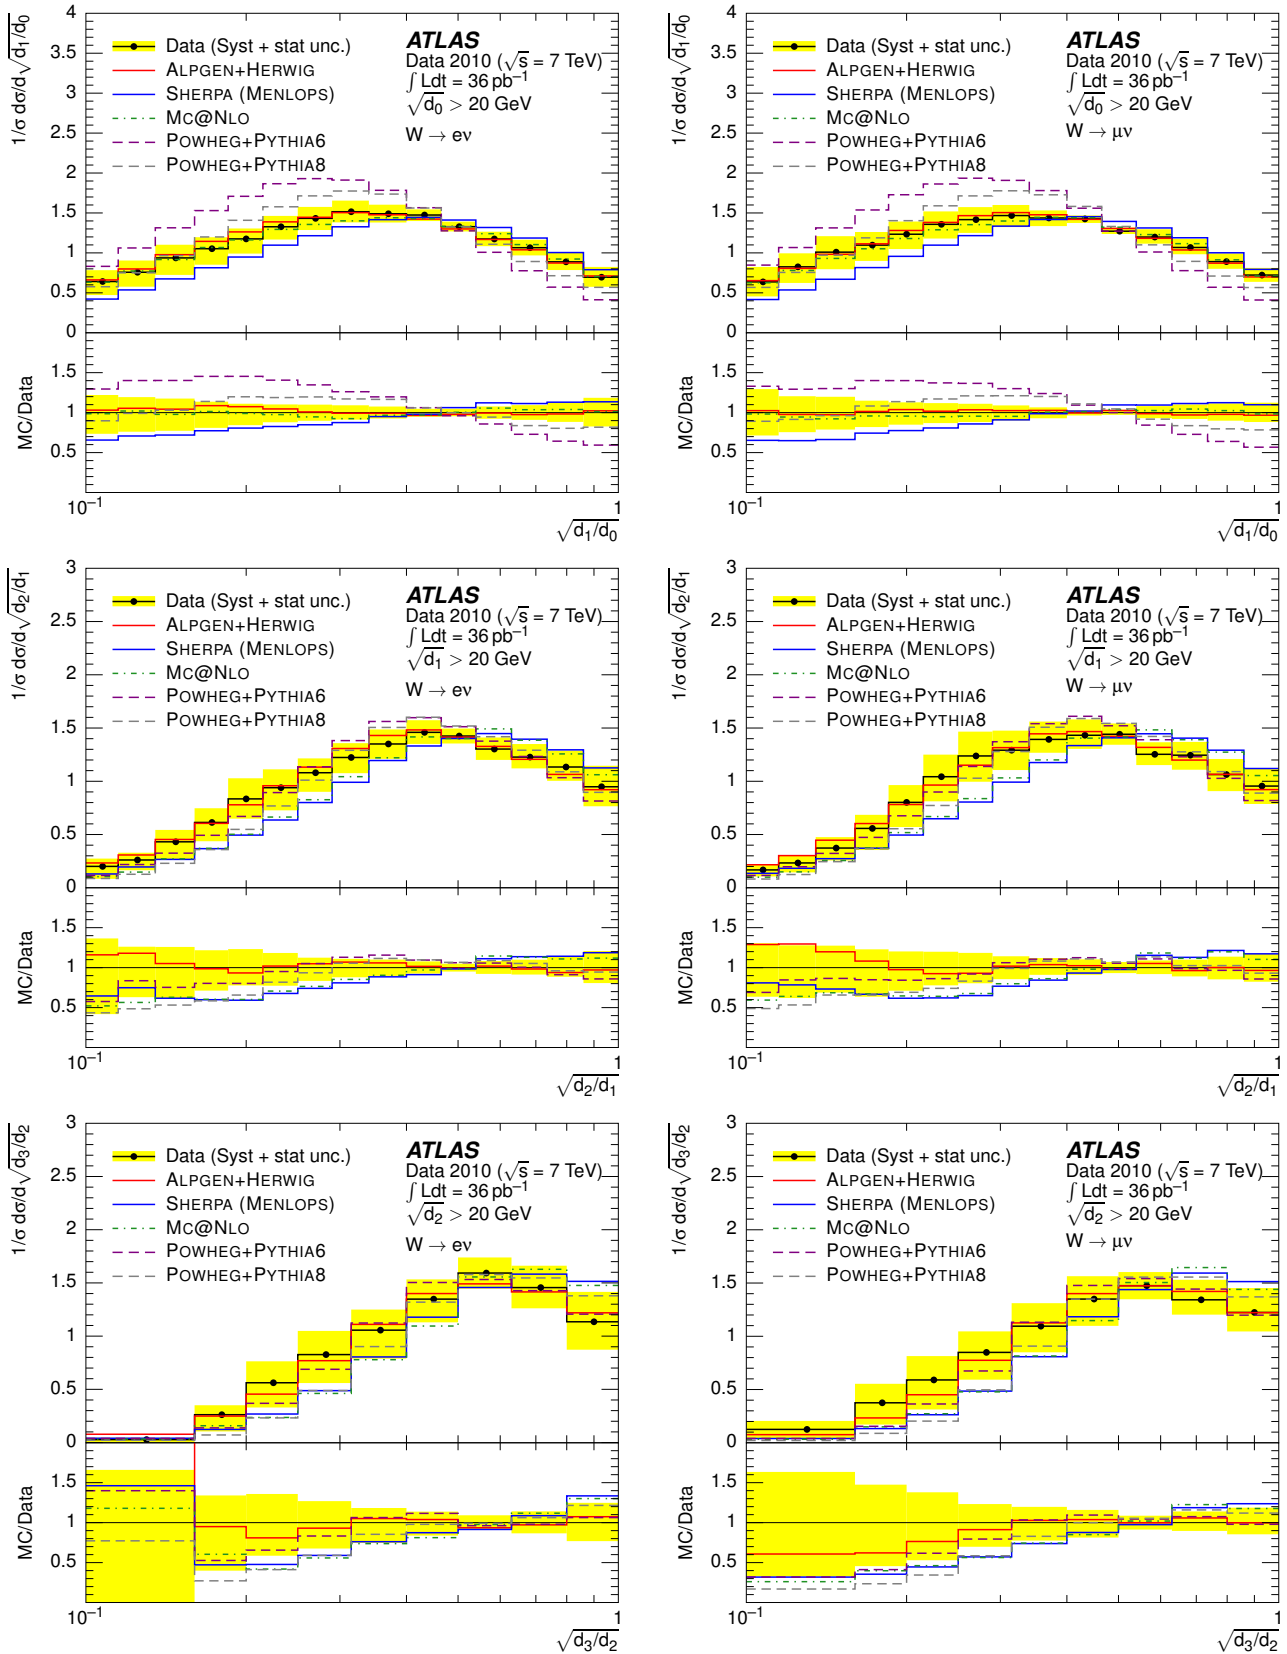 1/σ dσ/d√d₁/d₀
4
3.5
3
2.5
2
1.5
1
0.5
0
Data (Syst + stat unc.)
ALPGEN+HERWIG
SHERPA (MENLOPS)
MC@NLO
POWHEG+PYTHIA6
POWHEG+PYTHIA8
ATLAS
Data 2010 (√s = 7 TeV)
∫ Ldt = 36 pb⁻¹
√d₀ > 20 GeV
W → eν
MC/Data
1.5
1
0.5
10⁻¹
1
√d₁/d₀
1/σ dσ/d√d₁/d₀
4
3.5
3
2.5
2
1.5
1
0.5
0
Data (Syst + stat unc.)
ALPGEN+HERWIG
SHERPA (MENLOPS)
MC@NLO
POWHEG+PYTHIA6
POWHEG+PYTHIA8
ATLAS
Data 2010 (√s = 7 TeV)
∫ Ldt = 36 pb⁻¹
√d₀ > 20 GeV
W → μν
MC/Data
1.5
1
0.5
10⁻¹
1
√d₁/d₀
1/σ dσ/d√d₂/d₁
3
2.5
2
1.5
1
0.5
0
Data (Syst + stat unc.)
ALPGEN+HERWIG
SHERPA (MENLOPS)
MC@NLO
POWHEG+PYTHIA6
POWHEG+PYTHIA8
ATLAS
Data 2010 (√s = 7 TeV)
∫ Ldt = 36 pb⁻¹
√d₁ > 20 GeV
W → eν
MC/Data
1.5
1
0.5
10⁻¹
1
√d₂/d₁
1/σ dσ/d√d₂/d₁
3
2.5
2
1.5
1
0.5
0
Data (Syst + stat unc.)
ALPGEN+HERWIG
SHERPA (MENLOPS)
MC@NLO
POWHEG+PYTHIA6
POWHEG+PYTHIA8
ATLAS
Data 2010 (√s = 7 TeV)
∫ Ldt = 36 pb⁻¹
√d₁ > 20 GeV
W → μν
MC/Data
1.5
1
0.5
10⁻¹
1
√d₂/d₁
1/σ dσ/d√d₃/d₂
3
2.5
2
1.5
1
0.5
0
Data (Syst + stat unc.)
ALPGEN+HERWIG
SHERPA (MENLOPS)
MC@NLO
POWHEG+PYTHIA6
POWHEG+PYTHIA8
ATLAS
Data 2010 (√s = 7 TeV)
∫ Ldt = 36 pb⁻¹
√d₂ > 20 GeV
W → eν
MC/Data
1.5
1
0.5
10⁻¹
1
√d₃/d₂
1/σ dσ/d√d₃/d₂
3
2.5
2
1.5
1
0.5
0
Data (Syst + stat unc.)
ALPGEN+HERWIG
SHERPA (MENLOPS)
MC@NLO
POWHEG+PYTHIA6
POWHEG+PYTHIA8
ATLAS
Data 2010 (√s = 7 TeV)
∫ Ldt = 36 pb⁻¹
√d₂ > 20 GeV
W → μν
MC/Data
1.5
1
0.5
10⁻¹
1
√d₃/d₂